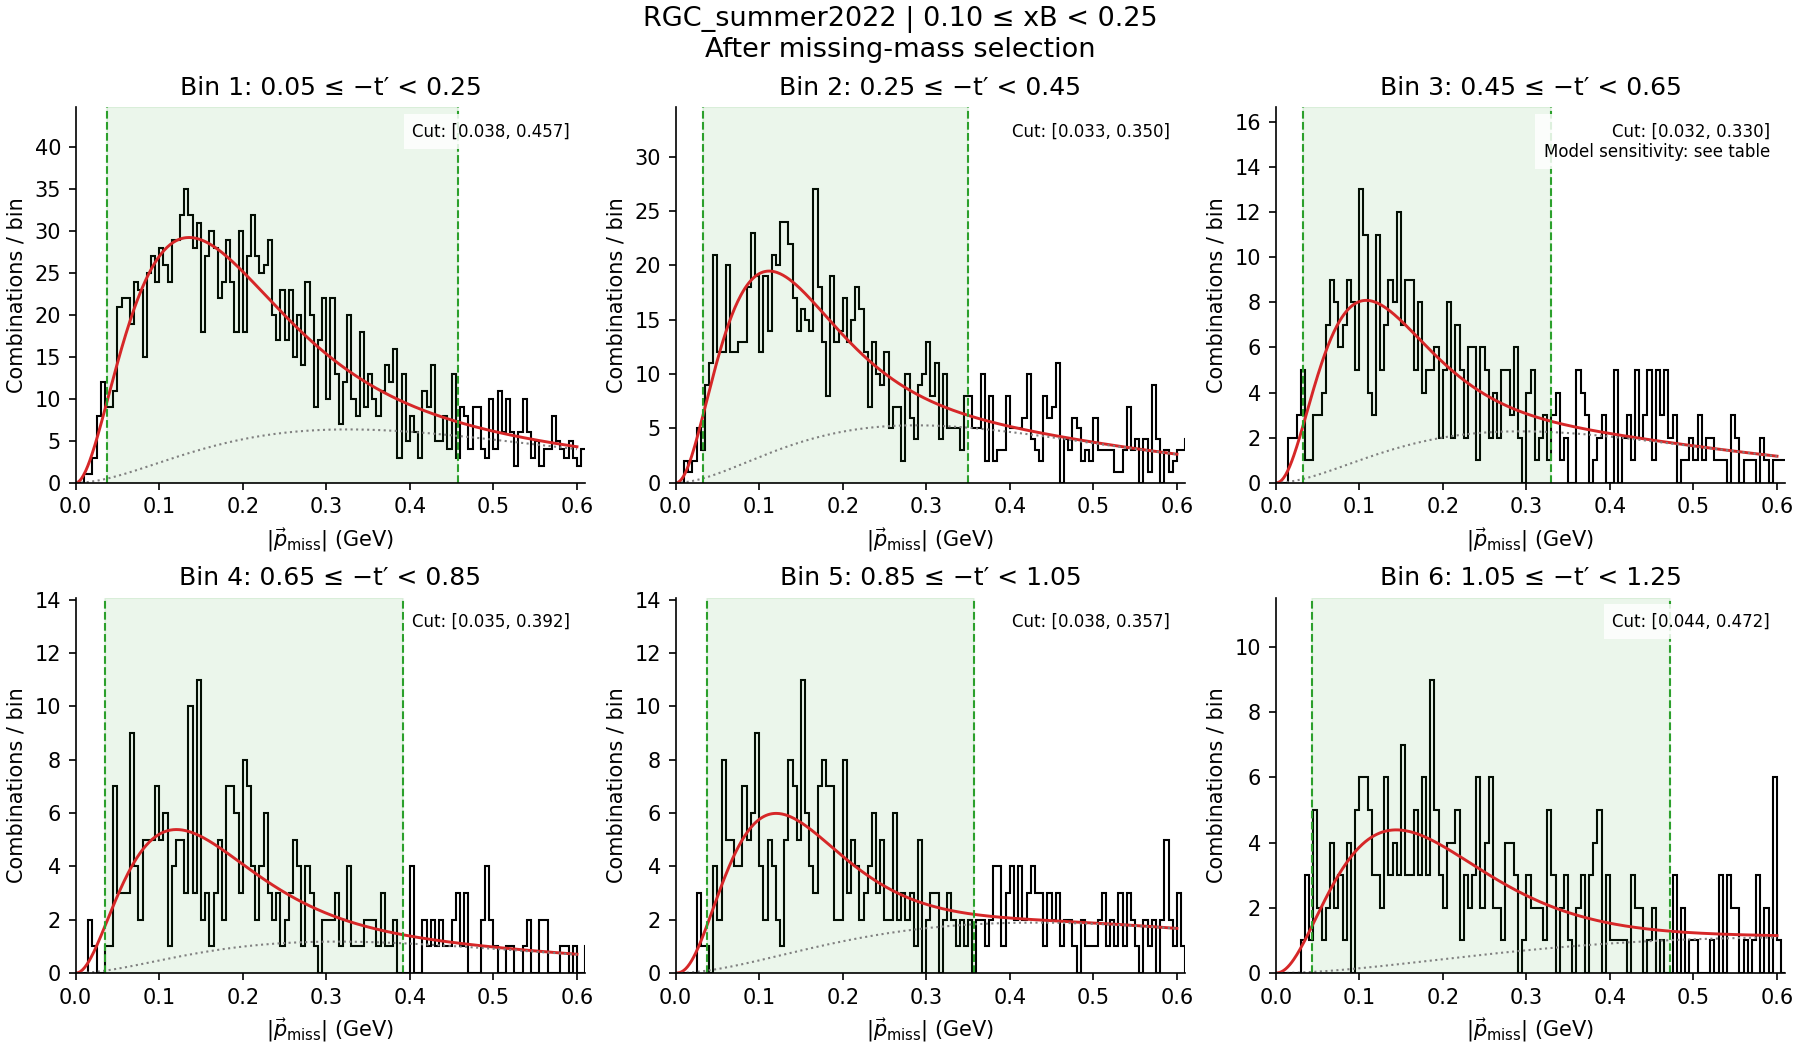 RGC_summer2022 | 0.10 ≤ xB < 0.25
After missing-mass selection
Bin 1: 0.05 ≤ −t′ < 0.25
Cut: [0.038, 0.457]
Combinations / bin
0 5 10 15 20 25 30 35 40
0.0 0.1 0.2 0.3 0.4 0.5 0.6
|p⃗miss| (GeV)
Bin 2: 0.25 ≤ −t′ < 0.45
Cut: [0.033, 0.350]
Combinations / bin
0 5 10 15 20 25 30
0.0 0.1 0.2 0.3 0.4 0.5 0.6
|p⃗miss| (GeV)
Bin 3: 0.45 ≤ −t′ < 0.65
Cut: [0.032, 0.330]
Model sensitivity: see table
Combinations / bin
0 2 4 6 8 10 12 14 16
0.0 0.1 0.2 0.3 0.4 0.5 0.6
|p⃗miss| (GeV)
Bin 4: 0.65 ≤ −t′ < 0.85
Cut: [0.035, 0.392]
Combinations / bin
0 2 4 6 8 10 12 14
0.0 0.1 0.2 0.3 0.4 0.5 0.6
|p⃗miss| (GeV)
Bin 5: 0.85 ≤ −t′ < 1.05
Cut: [0.038, 0.357]
Combinations / bin
0 2 4 6 8 10 12 14
0.0 0.1 0.2 0.3 0.4 0.5 0.6
|p⃗miss| (GeV)
Bin 6: 1.05 ≤ −t′ < 1.25
Cut: [0.044, 0.472]
Combinations / bin
0 2 4 6 8 10
0.0 0.1 0.2 0.3 0.4 0.5 0.6
|p⃗miss| (GeV)